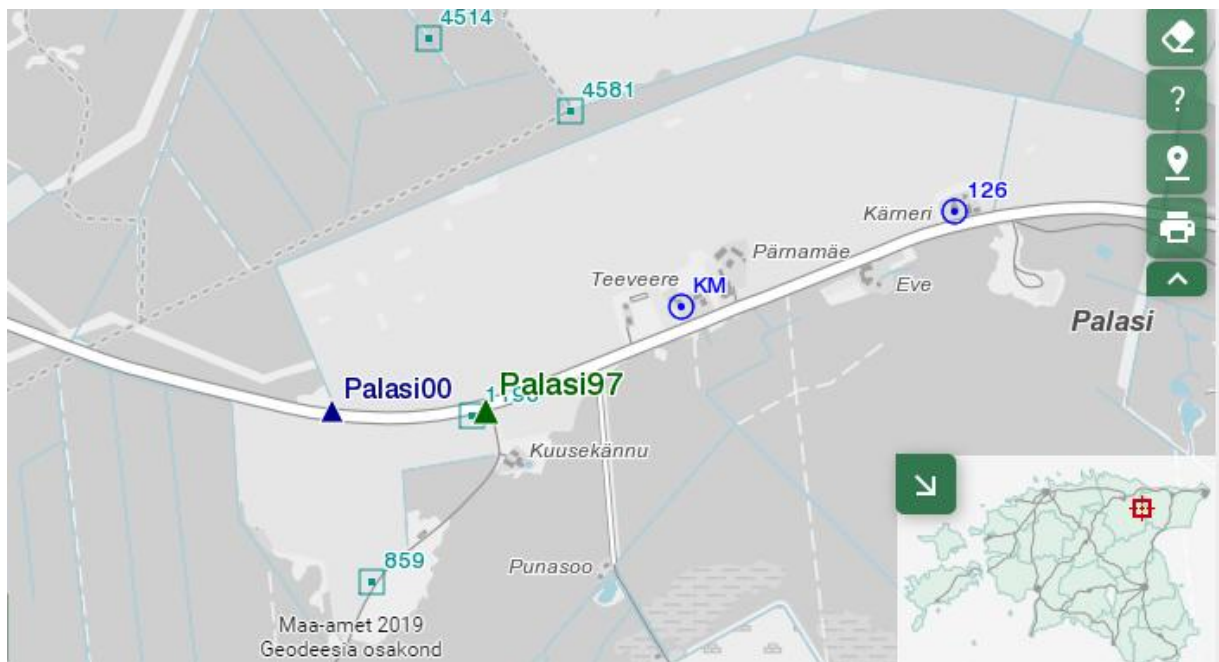 4514
4581
?
126
Kärneri
Pärnamäe
Teeveere
KM
Eve
Palasi
Palasi00
Palasi97
Kuusekännu
859
Punasoo
Maa-amet 2019
Geodeesia osakond